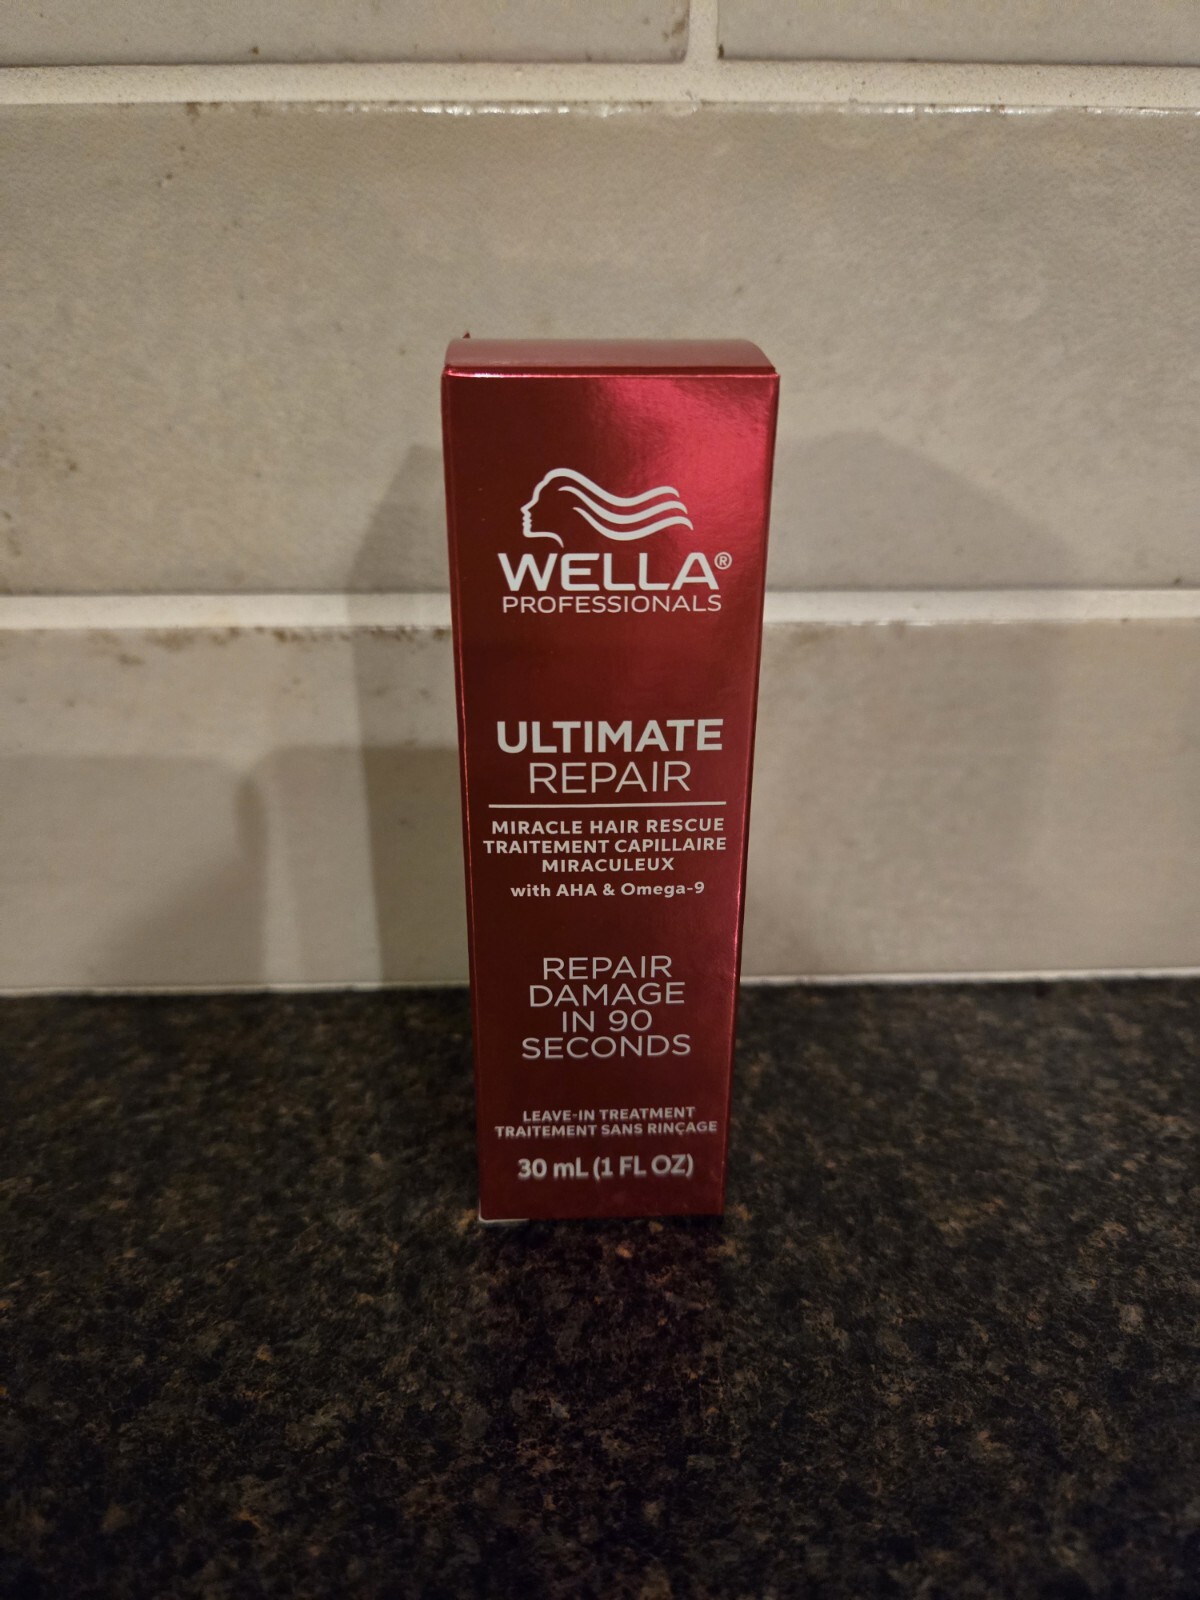 WELLA®
PROFESSIONALS
ULTIMATE
REPAIR
MIRACLE HAIR RESCUE
TRAITEMENT CAPILLAIRE
MIRACULEUX
with AHA & Omega-9
REPAIR
DAMAGE
IN 90
SECONDS
LEAVE-IN TREATMENT
TRAITEMENT SANS RINÇAGE
30 mL (1 FL OZ)